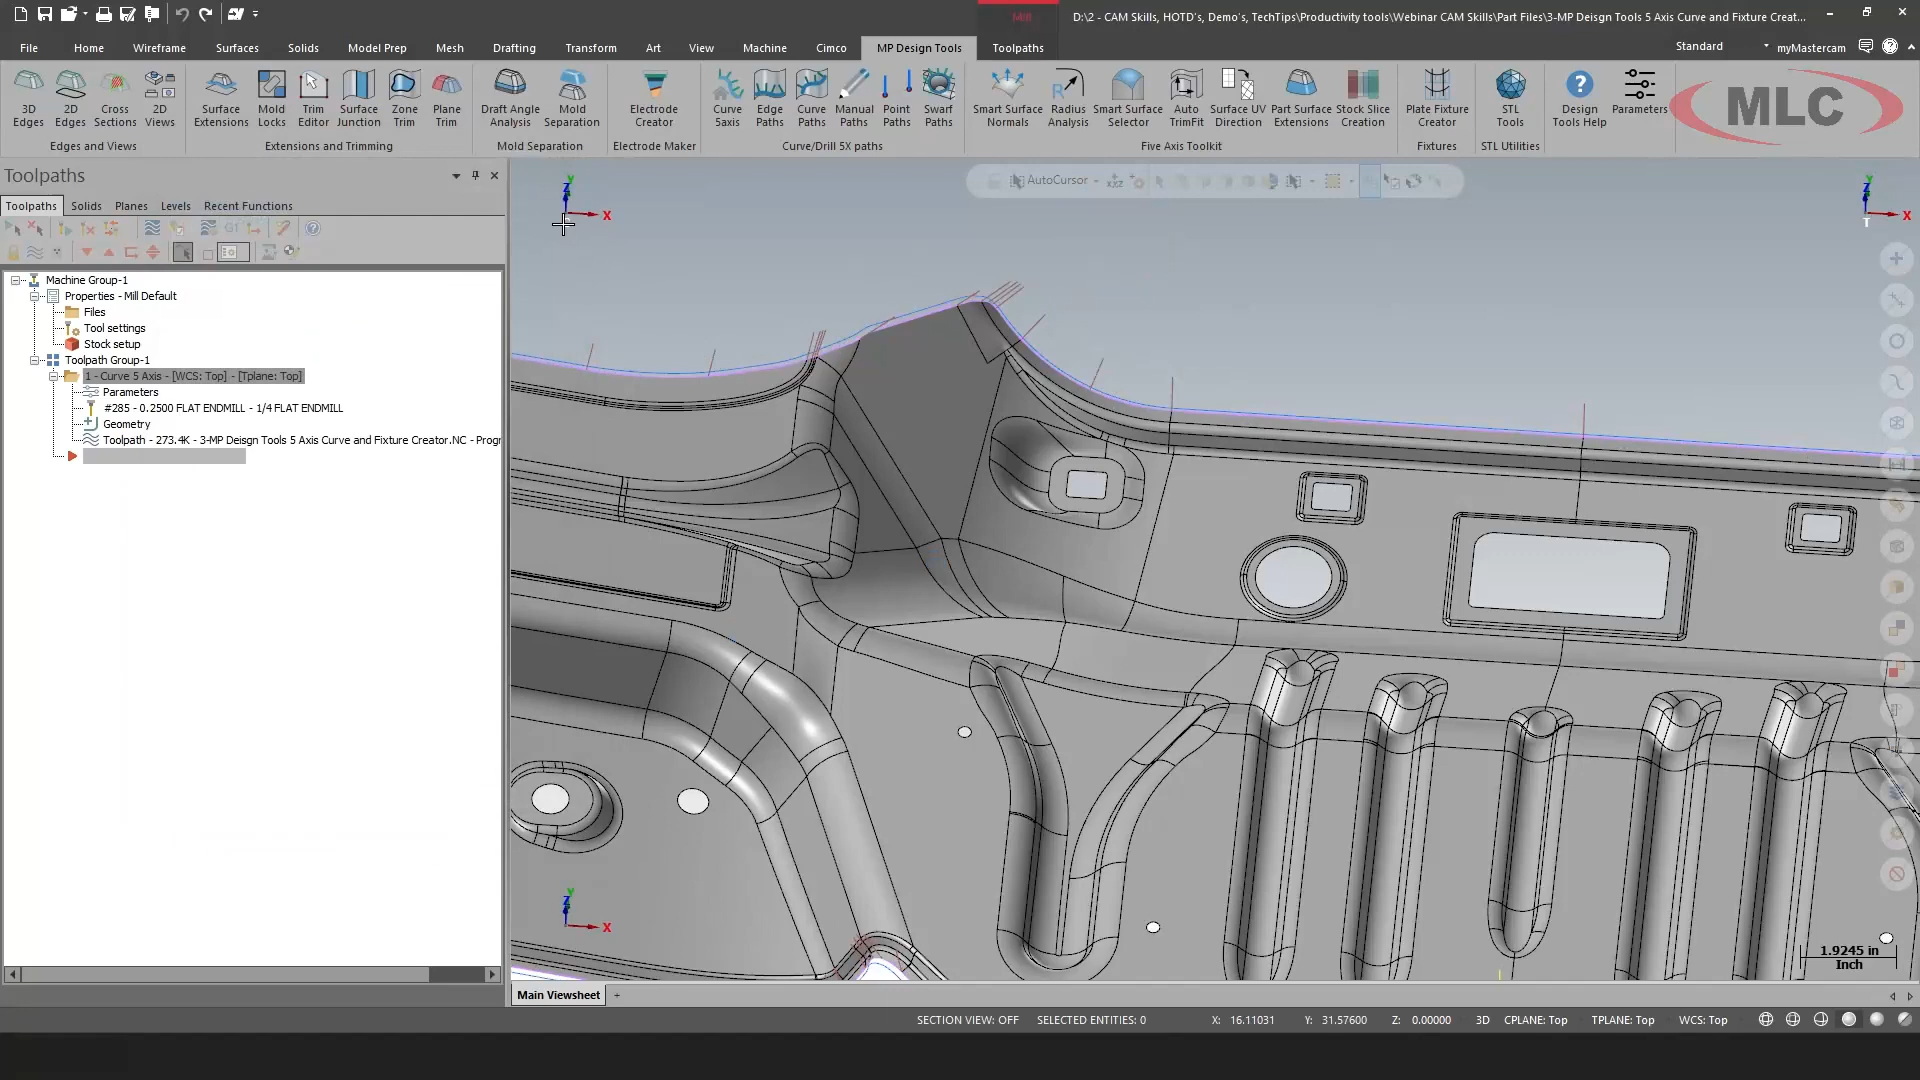 Mill
D:\2 - CAM Skills, HOTD's, Demo's, TechTips\Productivity tools\Webinar CAM Skills\Part Files\3-MP Deisgn Tools 5 Axis Curve and Fixture Creat...
File Home Wireframe Surfaces Solids Model Prep Mesh Drafting Transform Art View Machine Cimco MP Design Tools Toolpaths Standard myMastercam
3D Edges
2D Edges
Cross Sections
2D Views
Surface Extensions
Mold Locks
Trim Editor
Surface Junction
Zone Trim
Plane Trim
Draft Angle Analysis
Mold Separation
Electrode Creator
Curve 5axis
Edge Paths
Curve Paths
Manual Paths
Point Paths
Swarf Paths
Smart Surface Normals
Radius Analysis
Smart Surface Selector
Auto TrimFit
Surface UV Direction
Part Surface Extensions
Stock Slice Creation
Plate Fixture Creator
STL Tools
Design Tools Help
Parameters
MLC
Edges and Views Extensions and Trimming Mold Separation Electrode Maker Curve/Drill 5X paths Five Axis Toolkit Fixtures STL Utilities
Toolpaths
Toolpaths Solids Planes Levels Recent Functions
G1
Machine Group-1
Properties - Mill Default
Files
Tool settings
Stock setup
Toolpath Group-1
1 - Curve 5 Axis - [WCS: Top] - [Tplane: Top]
Parameters
#285 - 0.2500 FLAT ENDMILL - 1/4 FLAT ENDMILL
Geometry
Toolpath - 273.4K - 3-MP Deisgn Tools 5 Axis Curve and Fixture Creator.NC - Progr
AutoCursor
Y
Z
X
Y
Z
X
T
Y
Z
X
1.9245 in
Inch
Main Viewsheet +
SECTION VIEW: OFF SELECTED ENTITIES: 0 X: 16.11031 Y: 31.57600 Z: 0.00000 3D CPLANE: Top TPLANE: Top WCS: Top